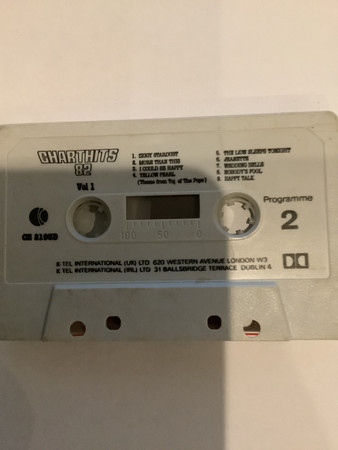 CHARTHITS
82
Vol 1
1. ZIGGY STARDUST
2. MORE THAN THIS
3. I COULD BE HAPPY
4. YELLOW PEARL
(Theme from Top of The Pops)
5. THE LION SLEEPS TONIGHT
6. JEANETTE
7. WEDDING BELLS
8. NOBODY'S FOOL
9. HAPPY TALK
K
Programme
2
100 50 0
K-TEL INTERNATIONAL (UK) LTD 620 WESTERN AVENUE LONDON W3
K-TEL INTERNATIONAL (IRL) LTD 31 BALLSBRIDGE TERRACE DUBLIN 4